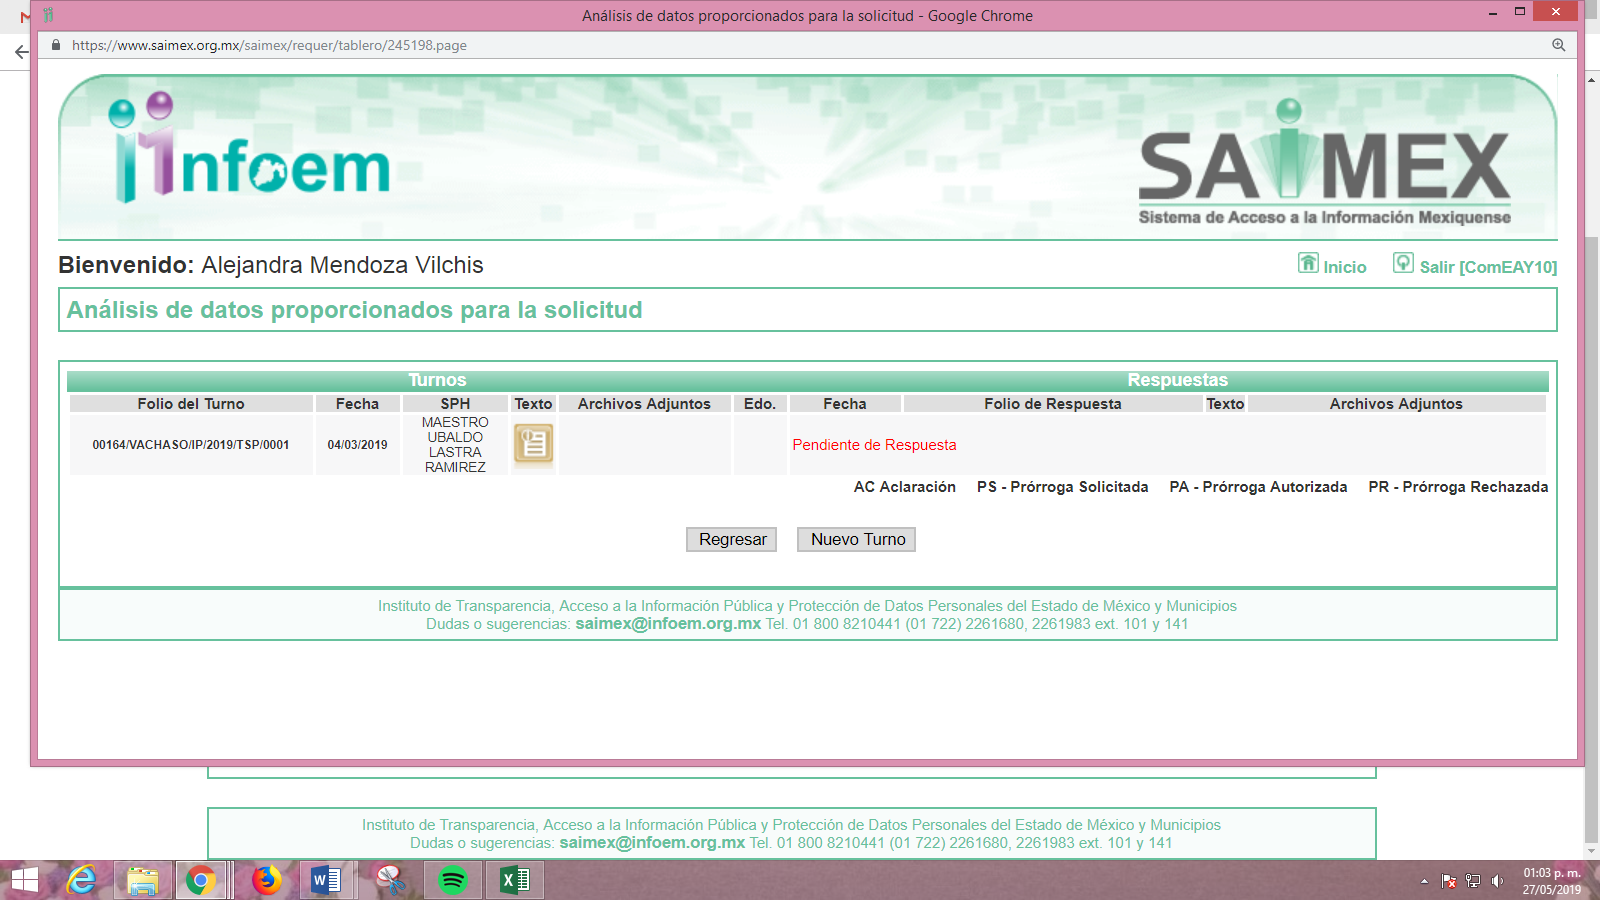 Análisis de datos proporcionados para la solicitud - Google Chrome
https://www.saimex.org.mx/saimex/requer/tablero/245198.page
infoem
SAIMEX
Sistema de Acceso a la Información Mexiquense
Bienvenido: Alejandra Mendoza Vilchis
Inicio Salir [ComEAY10]
Análisis de datos proporcionados para la solicitud
Turnos Respuestas
Folio del Turno Fecha SPH Texto Archivos Adjuntos Edo. Fecha Folio de Respuesta Texto Archivos Adjuntos
00164/VACHASO/IP/2019/TSP/0001 04/03/2019 MAESTRO
UBALDO
LASTRA
RAMIREZ
Pendiente de Respuesta
AC Aclaración PS - Prórroga Solicitada PA - Prórroga Autorizada PR - Prórroga Rechazada
Regresar Nuevo Turno
Instituto de Transparencia, Acceso a la Información Pública y Protección de Datos Personales del Estado de México y Municipios
Dudas o sugerencias: saimex@infoem.org.mx Tel. 01 800 8210441 (01 722) 2261680, 2261983 ext. 101 y 141
Instituto de Transparencia, Acceso a la Información Pública y Protección de Datos Personales del Estado de México y Municipios
Dudas o sugerencias: saimex@infoem.org.mx Tel. 01 800 8210441 (01 722) 2261680, 2261983 ext. 101 y 141
01:03 p. m.
27/05/2019